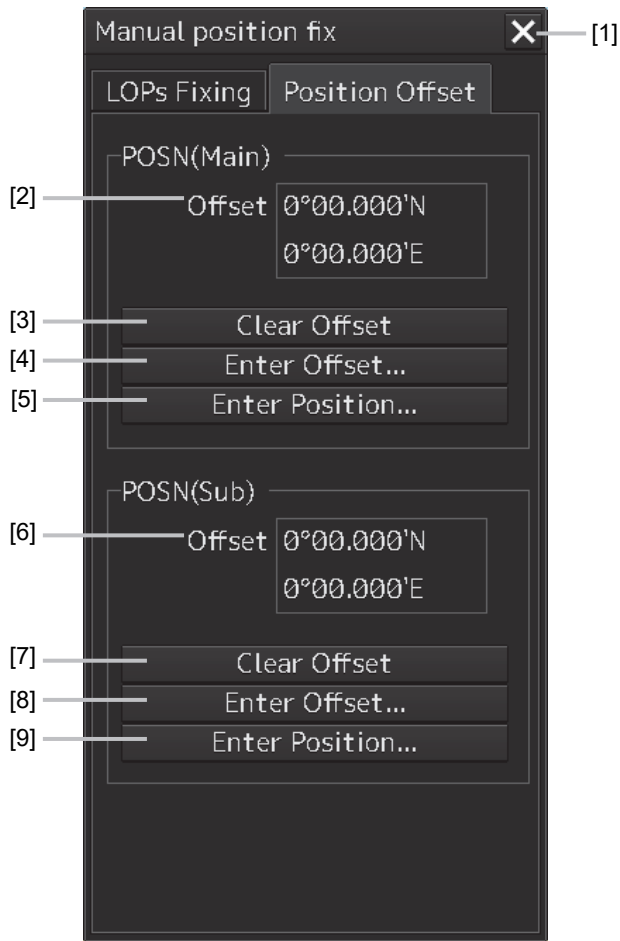 Manual position fix
[1]
LOPs Fixing Position Offset
POSN(Main)
[2] Offset 0°00.000'N
0°00.000'E
[3] Clear Offset
[4] Enter Offset...
[5] Enter Position...
POSN(Sub)
[6] Offset 0°00.000'N
0°00.000'E
[7] Clear Offset
[8] Enter Offset...
[9] Enter Position...